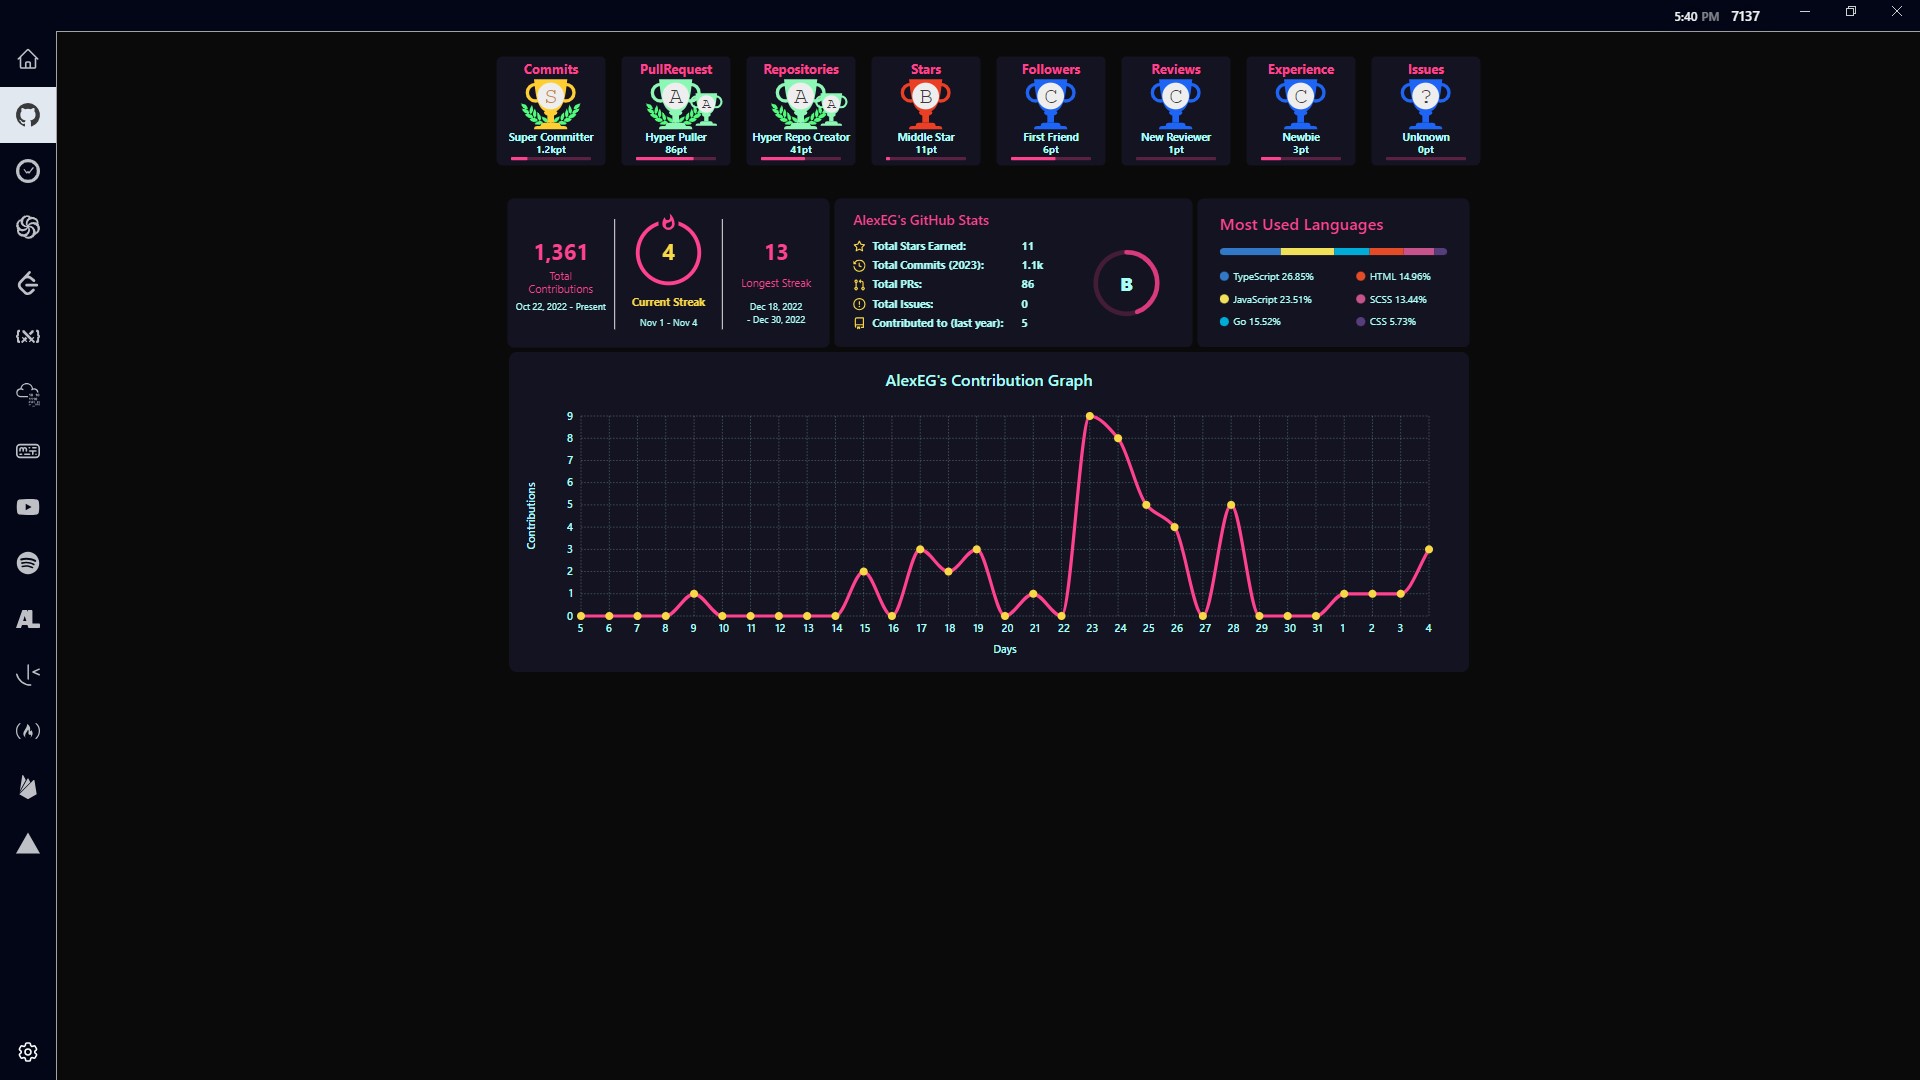 5:40 PM 7137
Commits
S
Super Committer
1.2kpt
PullRequest
A
A
Hyper Puller
86pt
Repositories
A
A
Hyper Repo Creator
41pt
Stars
B
Middle Star
11pt
Followers
C
First Friend
6pt
Reviews
C
New Reviewer
1pt
Experience
C
Newbie
3pt
Issues
?
Unknown
0pt
1,361
Total
Contributions
Oct 22, 2022 - Present
4
Current Streak
Nov 1 - Nov 4
13
Longest Streak
Dec 18, 2022
- Dec 30, 2022
AlexEG's GitHub Stats
Total Stars Earned: 11
Total Commits (2023): 1.1k
Total PRs: 86
Total Issues: 0
Contributed to (last year): 5
B
Most Used Languages
TypeScript 26.85%
JavaScript 23.51%
Go 15.52%
HTML 14.96%
SCSS 13.44%
CSS 5.73%
AlexEG's Contribution Graph
Contributions
9
8
7
6
5
4
3
2
1
0
5 6 7 8 9 10 11 12 13 14 15 16 17 18 19 20 21 22 23 24 25 26 27 28 29 30 31 1 2 3 4
Days
AL